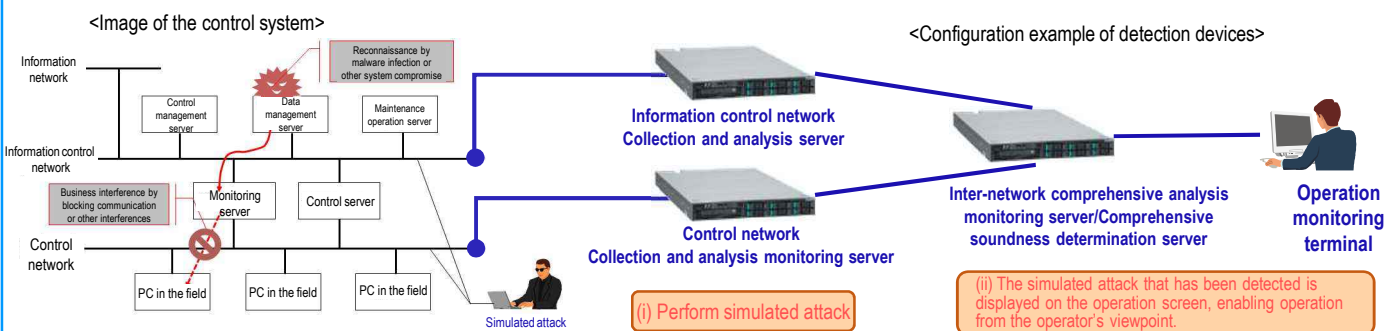 <Image of the control system>
Information
network
Reconnaissance by
malware infection or
other system compromise
Control
management
server
Data
management
server
Maintenance
operation server
Information control
network
Business interference by
blocking communication
or other interferences
Monitoring
server
Control server
Control
network
PC in the field
PC in the field
PC in the field
Simulated attack
<Configuration example of detection devices>
Information control network
Collection and analysis server
Control network
Collection and analysis monitoring server
Inter-network comprehensive analysis
monitoring server/Comprehensive
soundness determination server
Operation
monitoring
terminal
(i) Perform simulated attack
(ii) The simulated attack that has been detected is
displayed on the operation screen, enabling operation
from the operator's viewpoint.